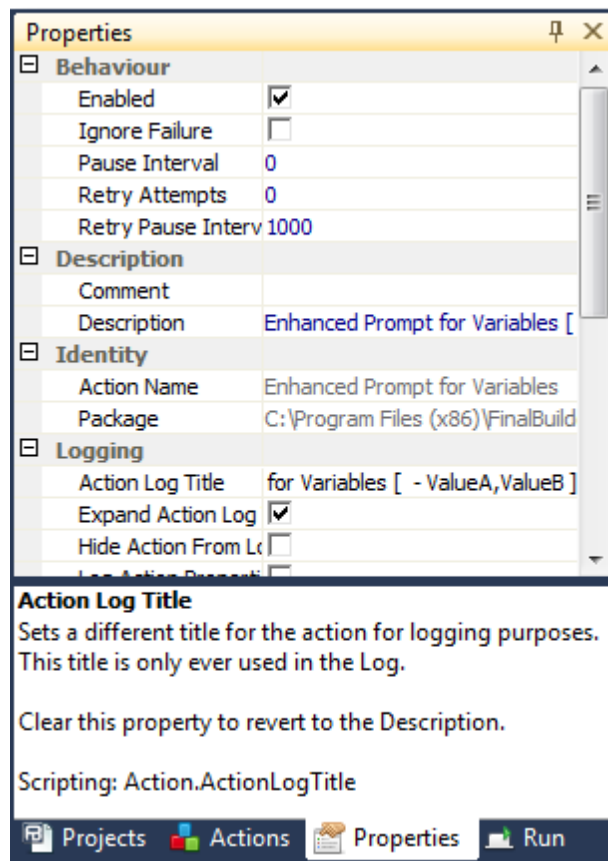 Properties
Behaviour
Enabled
Ignore Failure
Pause Interval 0
Retry Attempts 0
Retry Pause Interv 1000
Description
Comment
Description Enhanced Prompt for Variables [
Identity
Action Name Enhanced Prompt for Variables
Package C:\Program Files (x86)\FinalBuild
Logging
Action Log Title for Variables [ - ValueA,ValueB ]
Expand Action Log
Hide Action From Lo
Log Action Properti
Action Log Title
Sets a different title for the action for logging purposes.
This title is only ever used in the Log.
Clear this property to revert to the Description.
Scripting: Action.ActionLogTitle
Projects Actions Properties Run